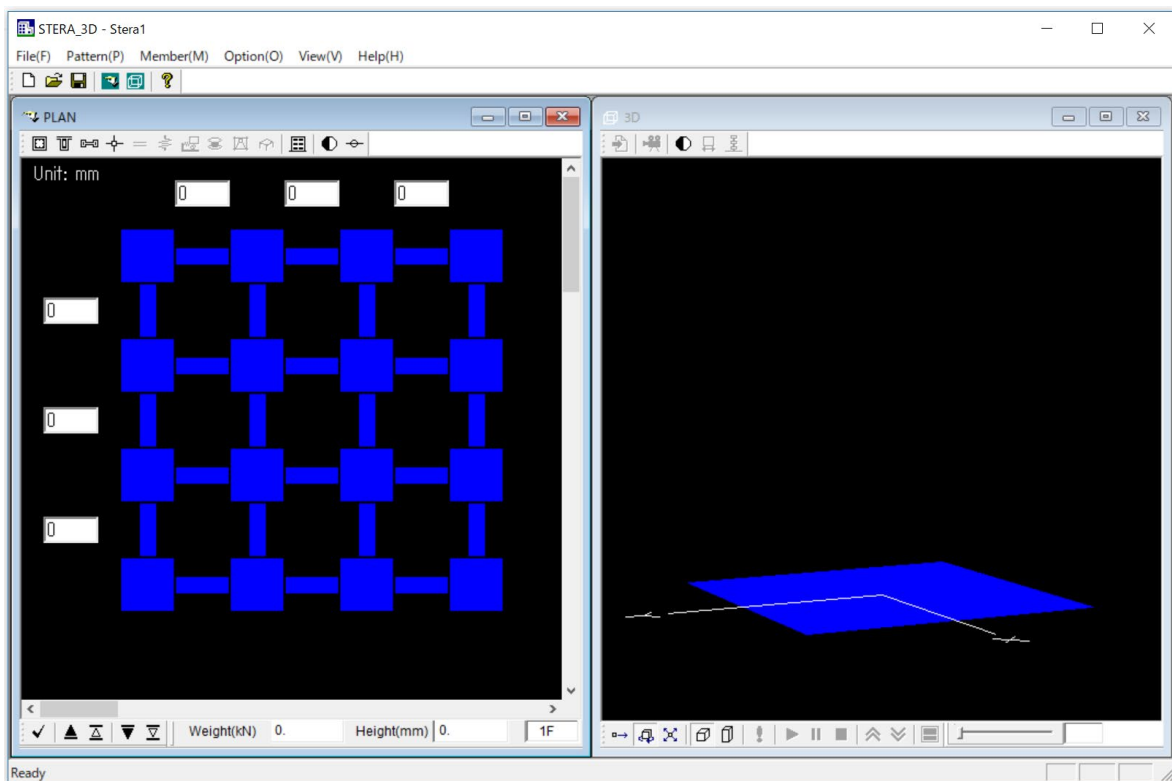 STERA_3D - Stera1
File(F) Pattern(P) Member(M) Option(O) View(V) Help(H)
PLAN
3D
Unit: mm
0 0 0
0
0
0
Weight(kN) 0. Height(mm) 0. 1F
Ready